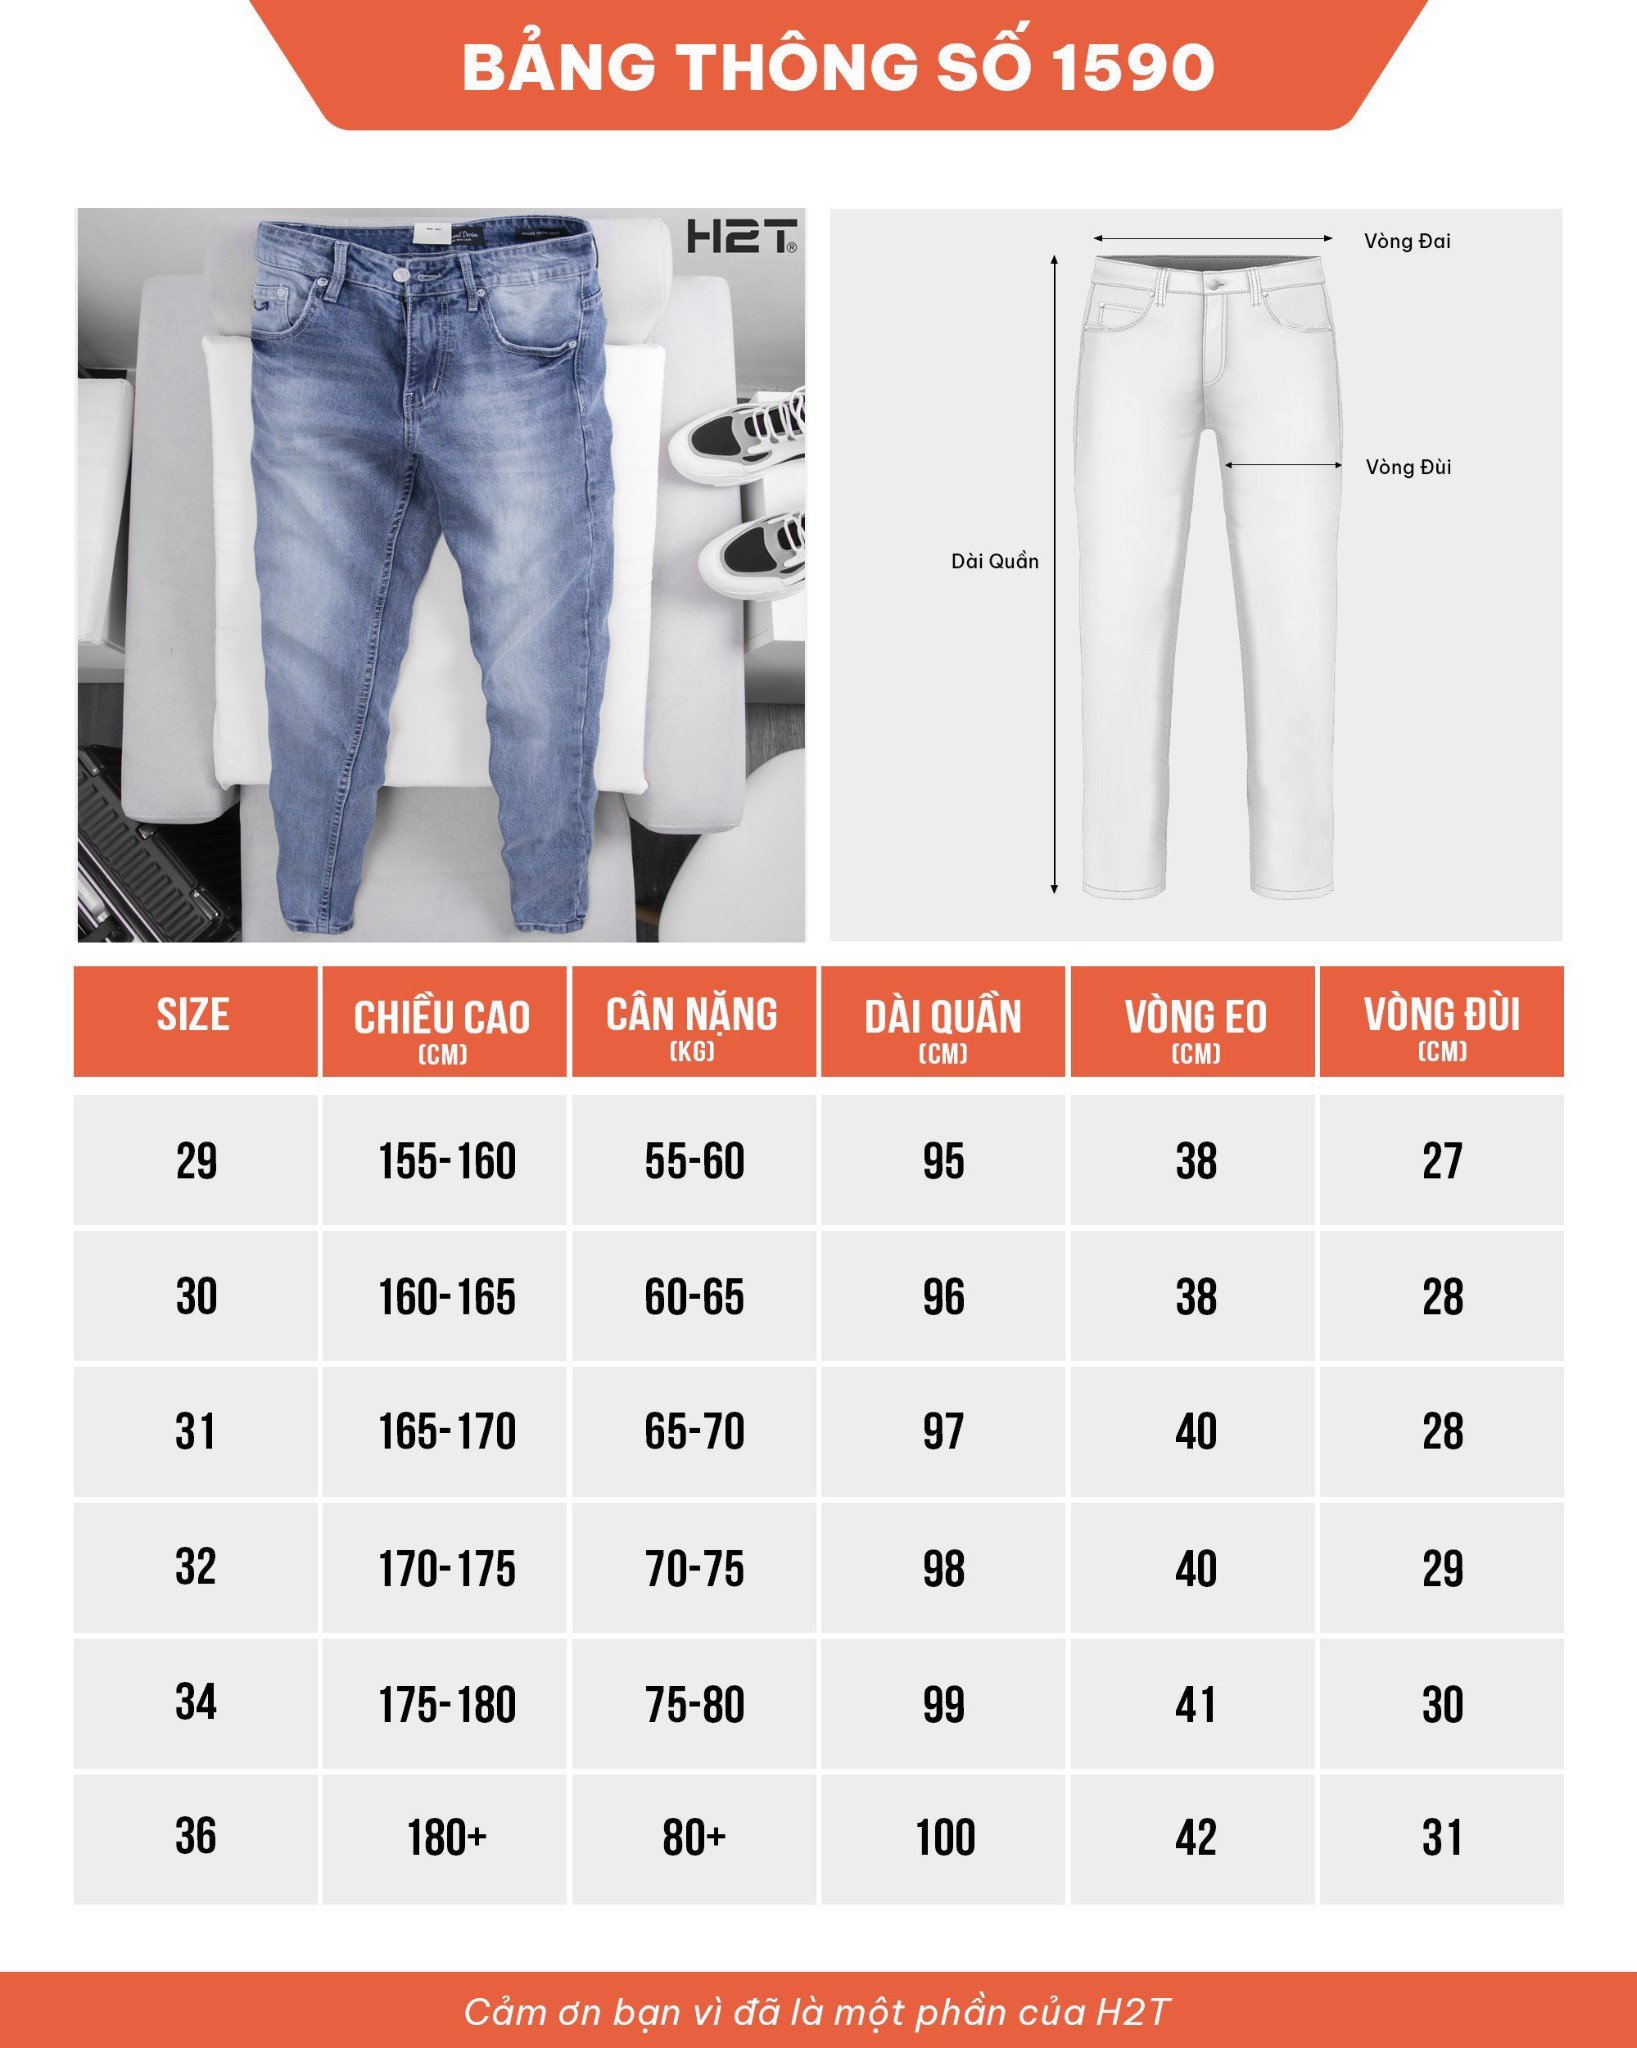 BẢNG THÔNG SỐ 1590
H2T®
MADE WITH LOVE
Vòng Đai
Vòng Đùi
Dài Quần
SIZE
CHIỀU CAO
(CM)
CÂN NẶNG
(KG)
DÀI QUẦN
(CM)
VÒNG EO
(CM)
VÒNG ĐÙI
(CM)
29 155-160 55-60 95 38 27
30 160-165 60-65 96 38 28
31 165-170 65-70 97 40 28
32 170-175 70-75 98 40 29
34 175-180 75-80 99 41 30
36 180+ 80+ 100 42 31
Cảm ơn bạn vì đã là một phần của H2T